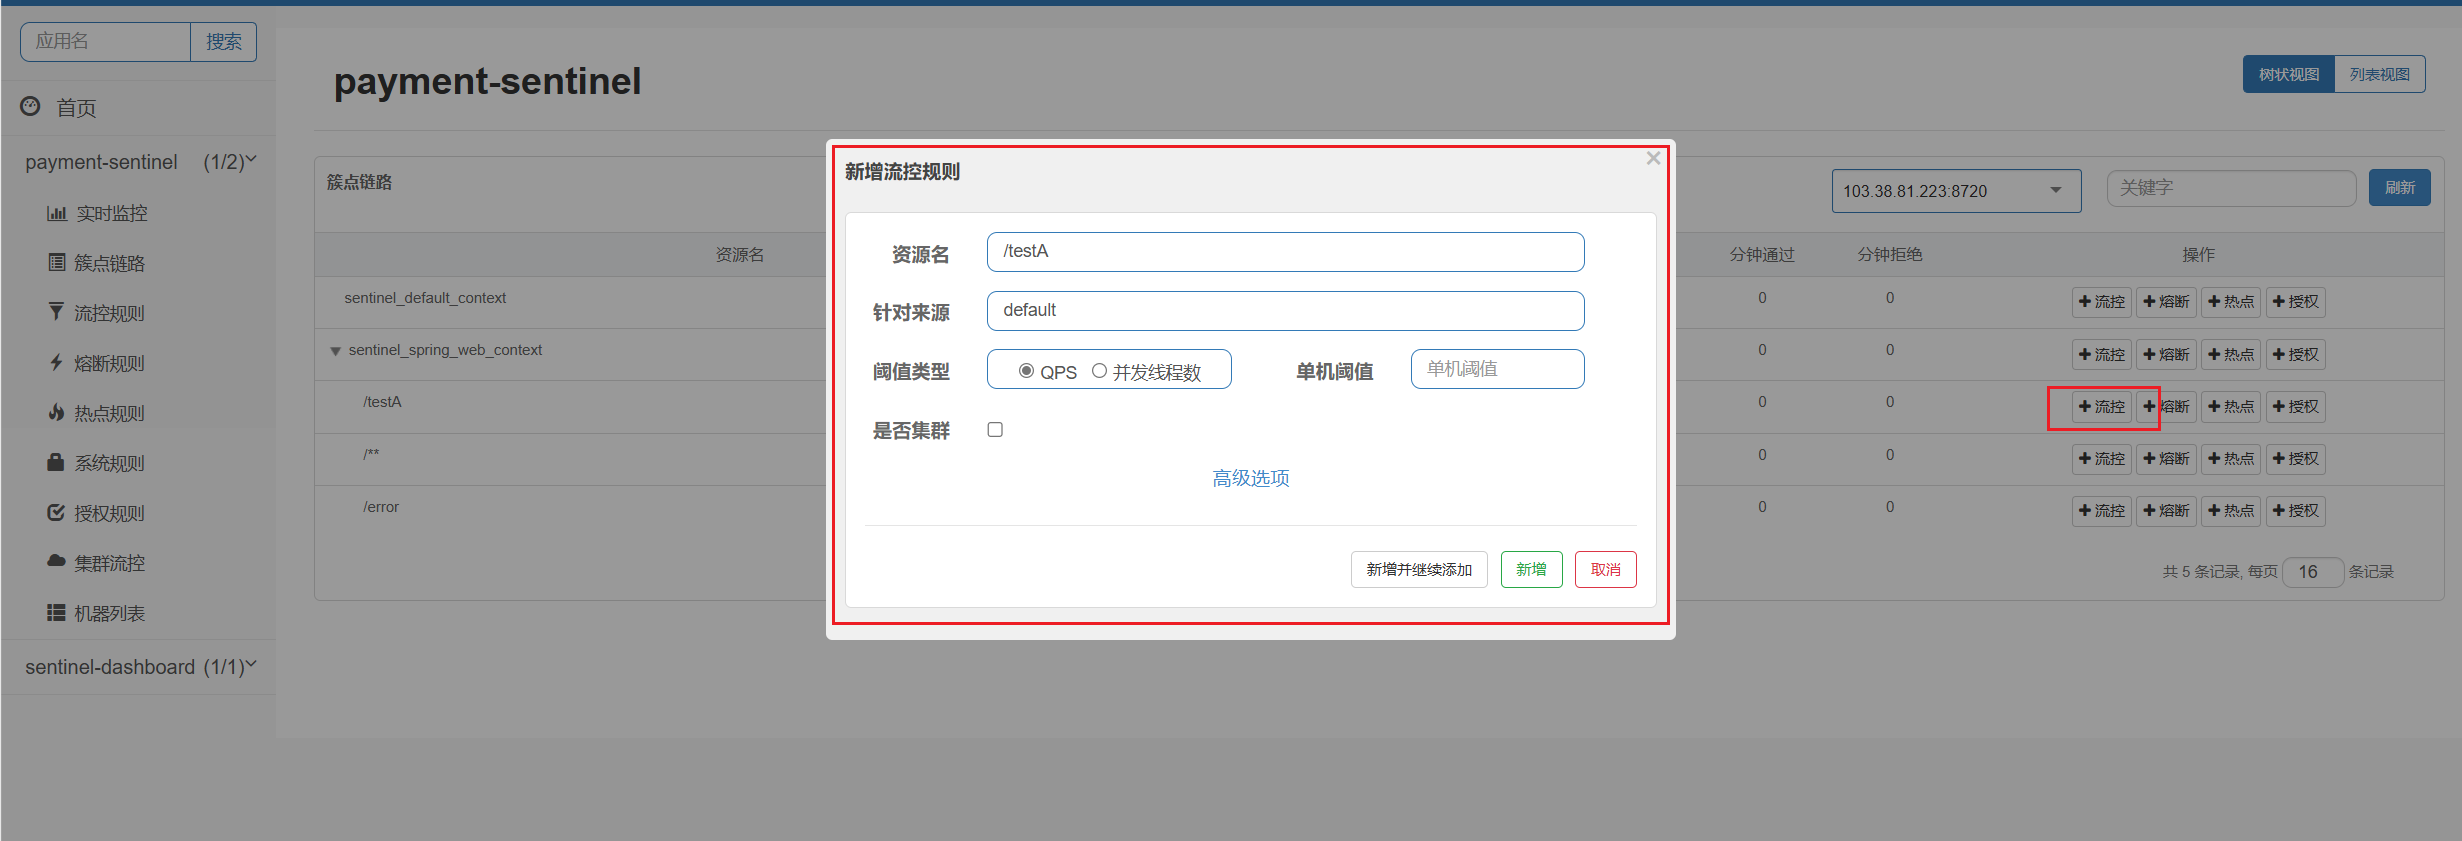 应用名 搜索
首页
payment-sentinel (1/2)
实时监控
簇点链路
流控规则
熔断规则
热点规则
系统规则
授权规则
集群流控
机器列表
sentinel-dashboard (1/1)
payment-sentinel
树状视图 列表视图
簇点链路
103.38.81.223:8720 关键字 刷新
资源名 分钟通过 分钟拒绝 操作
sentinel_default_context 0 0 流控 熔断 热点 授权
sentinel_spring_web_context 0 0 流控 熔断 热点 授权
/testA 0 0 流控 熔断 热点 授权
/** 0 0 流控 熔断 热点 授权
/error 0 0 流控 熔断 热点 授权
共 5 条记录, 每页 16 条记录
新增流控规则 ×
资源名 /testA
针对来源 default
阈值类型 QPS 并发线程数 单机阈值 单机阈值
是否集群
高级选项
新增并继续添加 新增 取消